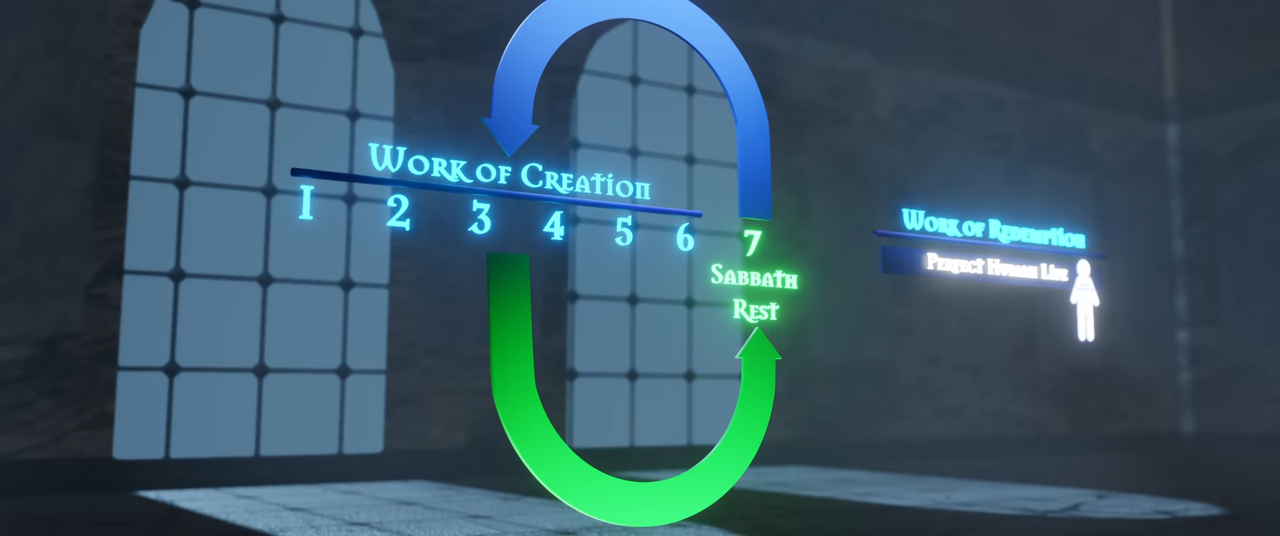 Work of Creation
1 2 3 4 5 6 7
Sabbath
Rest
Work of Redemption
Perfect Human Life